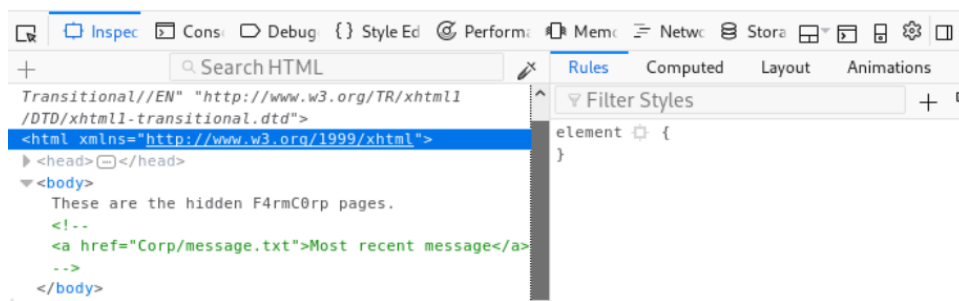 Inspec Cons Debug { } Style Ed Performa Memo Netwo Stora
+ Search HTML
Rules Computed Layout Animations
Transitional//EN" "http://www.w3.org/TR/xhtml1
/DTD/xhtml1-transitional.dtd">
<html xmlns="http://www.w3.org/1999/xhtml">
<head>…</head>
<body>
These are the hidden F4rmC0rp pages.
<!--
<a href="Corp/message.txt">Most recent message</a>
-->
</body>
Filter Styles +
element {
}